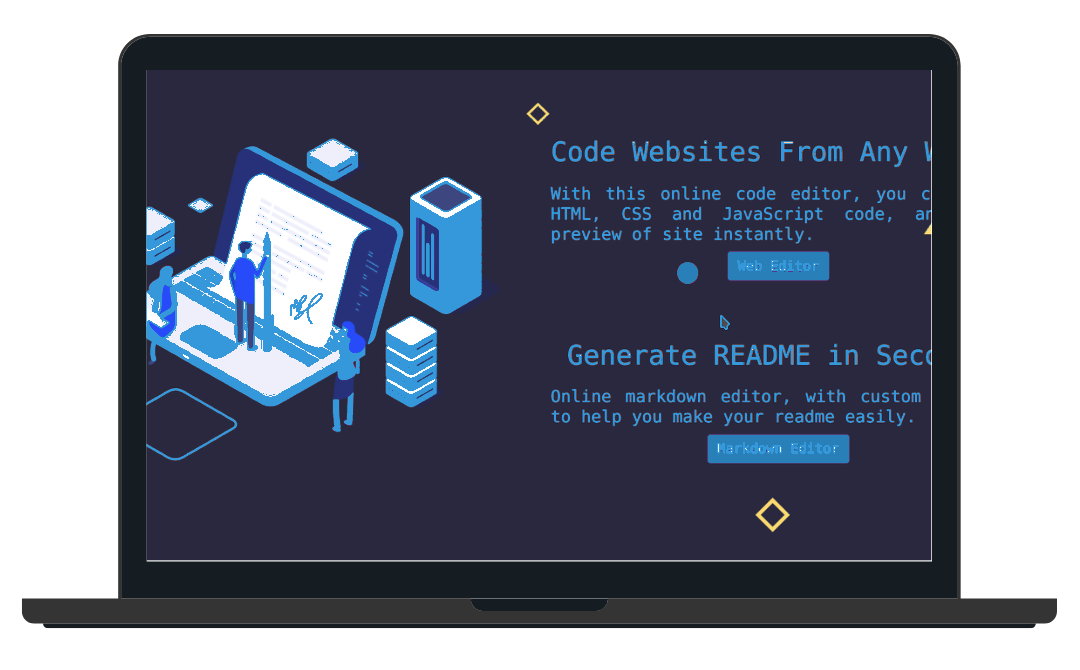 Code Websites From Any
With this online code editor, you
HTML, CSS and JavaScript code,
preview of site instantly.
Web Editor
Generate README in
Online markdown editor, with custom
to help you make your readme easily.
Markdown Editor